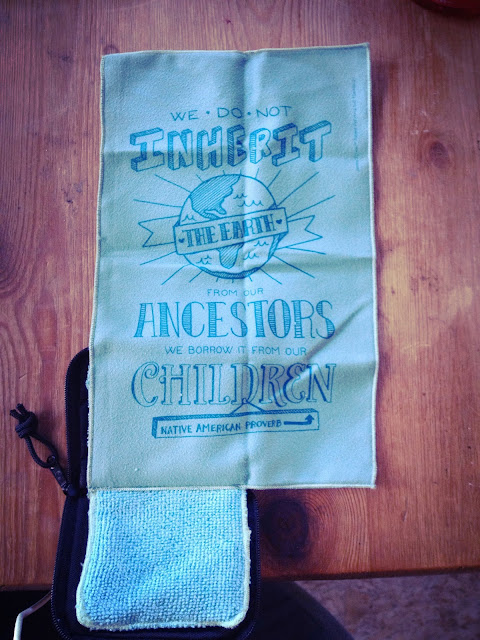 WE • DO • NOT
INHERIT
THE EARTH
FROM OUR
ANCESTORS
WE BORROW IT FROM OUR
CHILDREN
NATIVE AMERICAN PROVERB